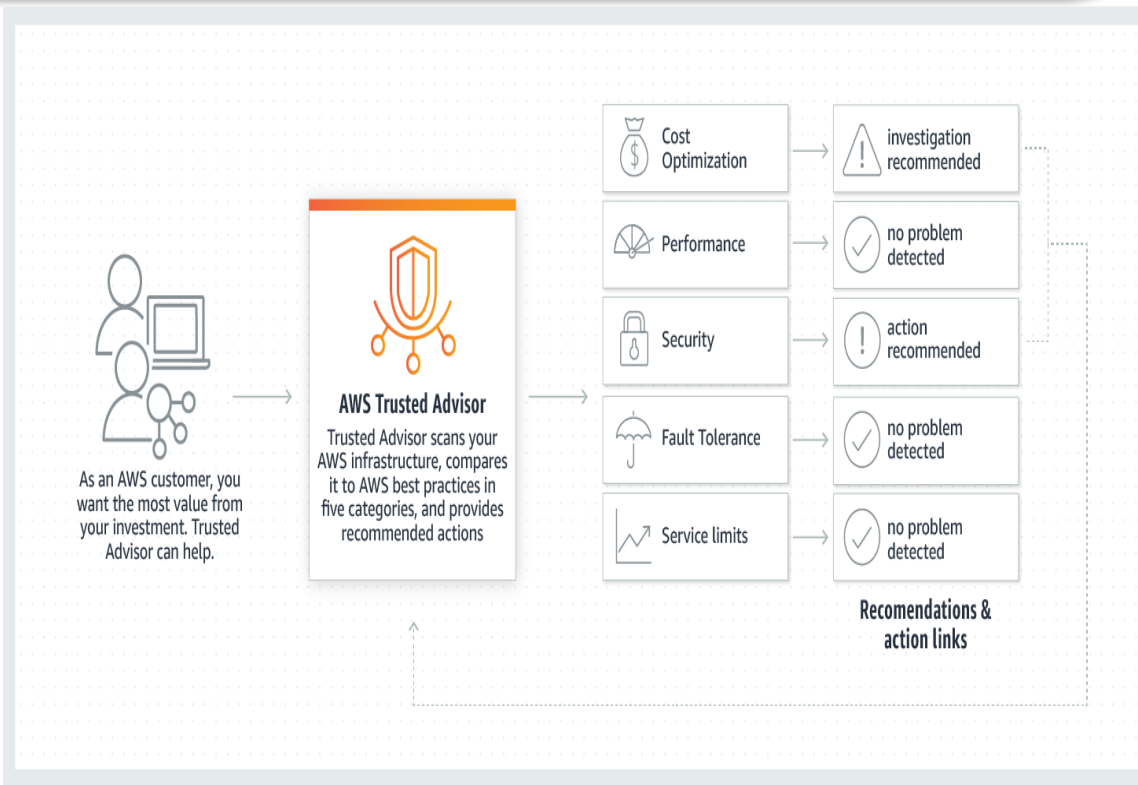 As an AWS customer, you
want the most value from
your investment. Trusted
Advisor can help.
AWS Trusted Advisor
Trusted Advisor scans your
AWS infrastructure, compares
it to AWS best practices in
five categories, and provides
recommended actions
Cost
Optimization
investigation
recommended
Performance
no problem
detected
Security
action
recommended
Fault Tolerance
no problem
detected
Service limits
no problem
detected
Recomendations &
action links